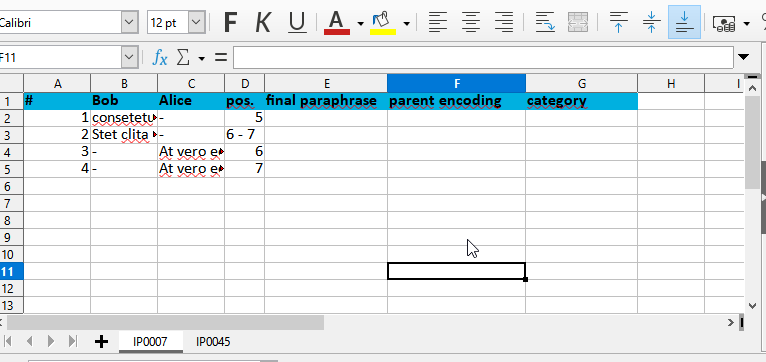 Calibri 12 pt F K U A
F11 fx Σ =
A B C D E F G H I
1 # Bob Alice pos. final paraphrase parent encoding category
2 1 consetetu - 5
3 2 Stet clita - 6 - 7
4 3 - At vero e 6
5 4 - At vero e 7
6
7
8
9
10
11
12
13
IP0007 IP0045